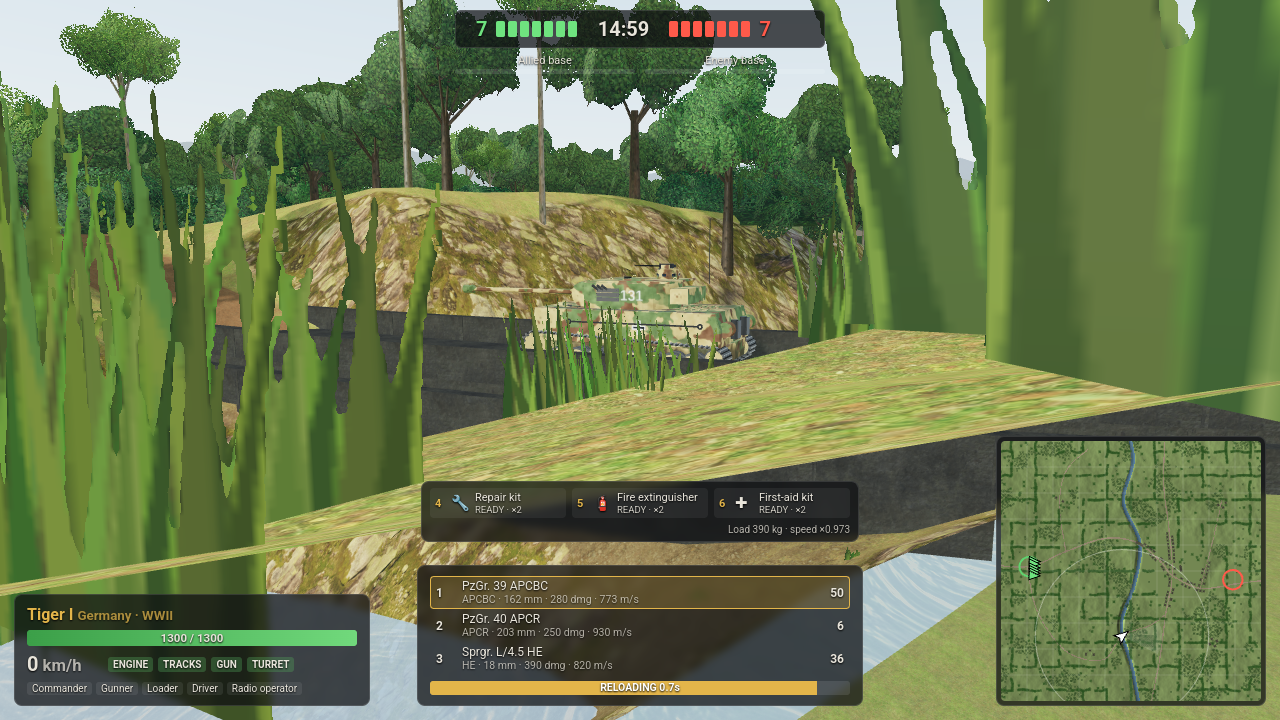 7 14:59 7
Allied base Enemy base
131
4 Repair kit READY · ×2
5 Fire extinguisher READY · ×2
6 First-aid kit READY · ×2
Load 390 kg · speed ×0.973
1 PzGr. 39 APCBC 50
APCBC · 162 mm · 280 dmg · 773 m/s
2 PzGr. 40 APCR 6
APCR · 203 mm · 250 dmg · 930 m/s
3 Sprgr. L/4.5 HE 36
HE · 18 mm · 390 dmg · 820 m/s
RELOADING 0.7s
Tiger I Germany · WWII
1300 / 1300
0 km/h ENGINE TRACKS GUN TURRET
Commander Gunner Loader Driver Radio operator